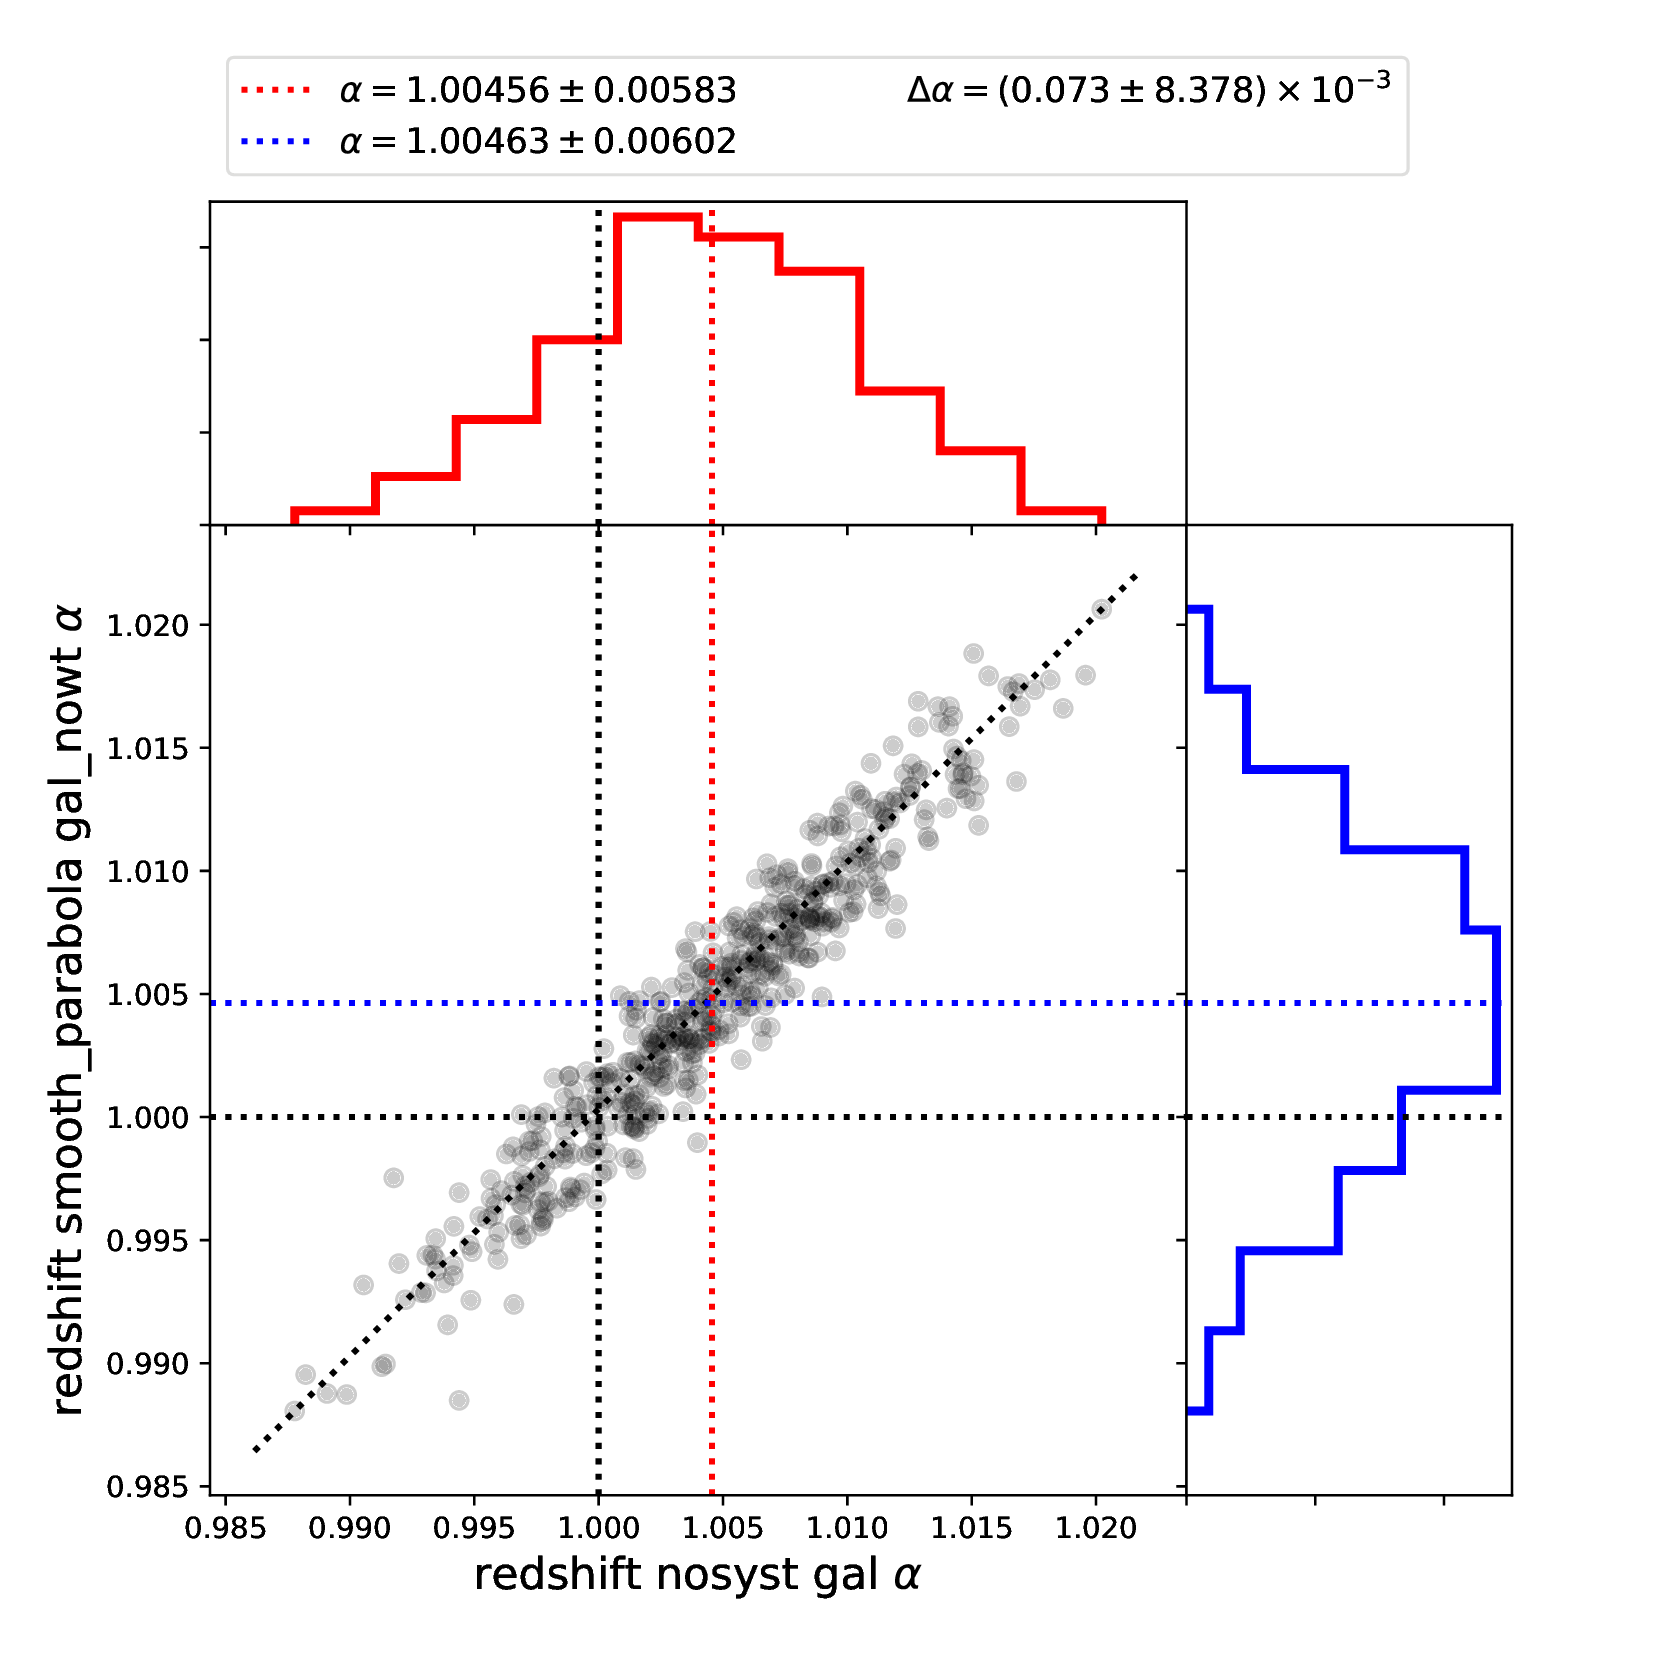 α = 1.00456 ± 0.00583
Δα = (0.073 ± 8.378) × 10⁻³
α = 1.00463 ± 0.00602
redshift smooth_parabola gal_nowt α
1.020
1.015
1.010
1.005
1.000
0.995
0.990
0.985
0.985 0.990 0.995 1.000 1.005 1.010 1.015 1.020
redshift nosyst gal α